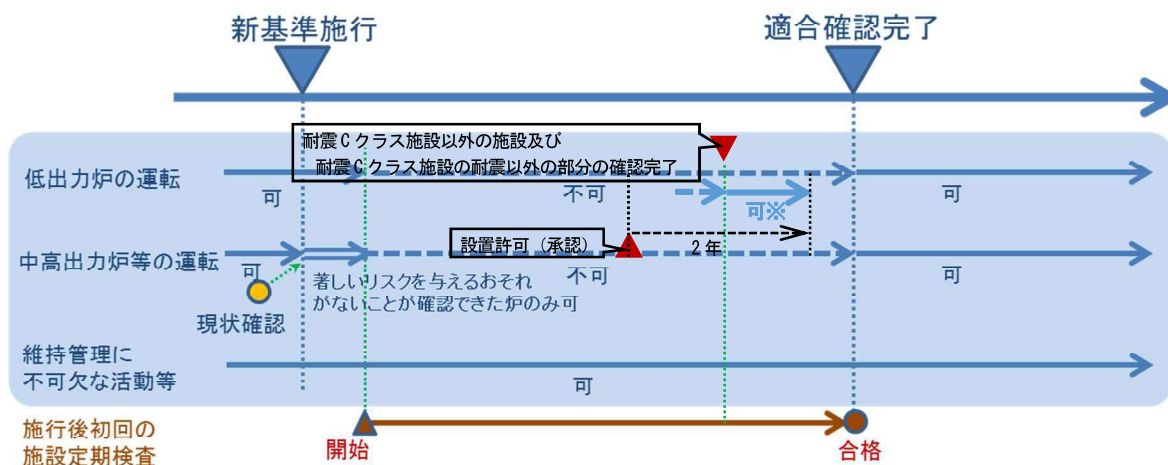 新基準施行
適合確認完了
耐震Cクラス施設以外の施設及び
耐震Cクラス施設の耐震以外の部分の確認完了
低出力炉の運転
可
不可
可※
可
設置許可（承認）
2年
中高出力炉等の運転
可
不可
可
著しいリスクを与えるおそれ
がないことが確認できた炉のみ可
現状確認
維持管理に
不可欠な活動等
可
施行後初回の
施設定期検査
開始
合格